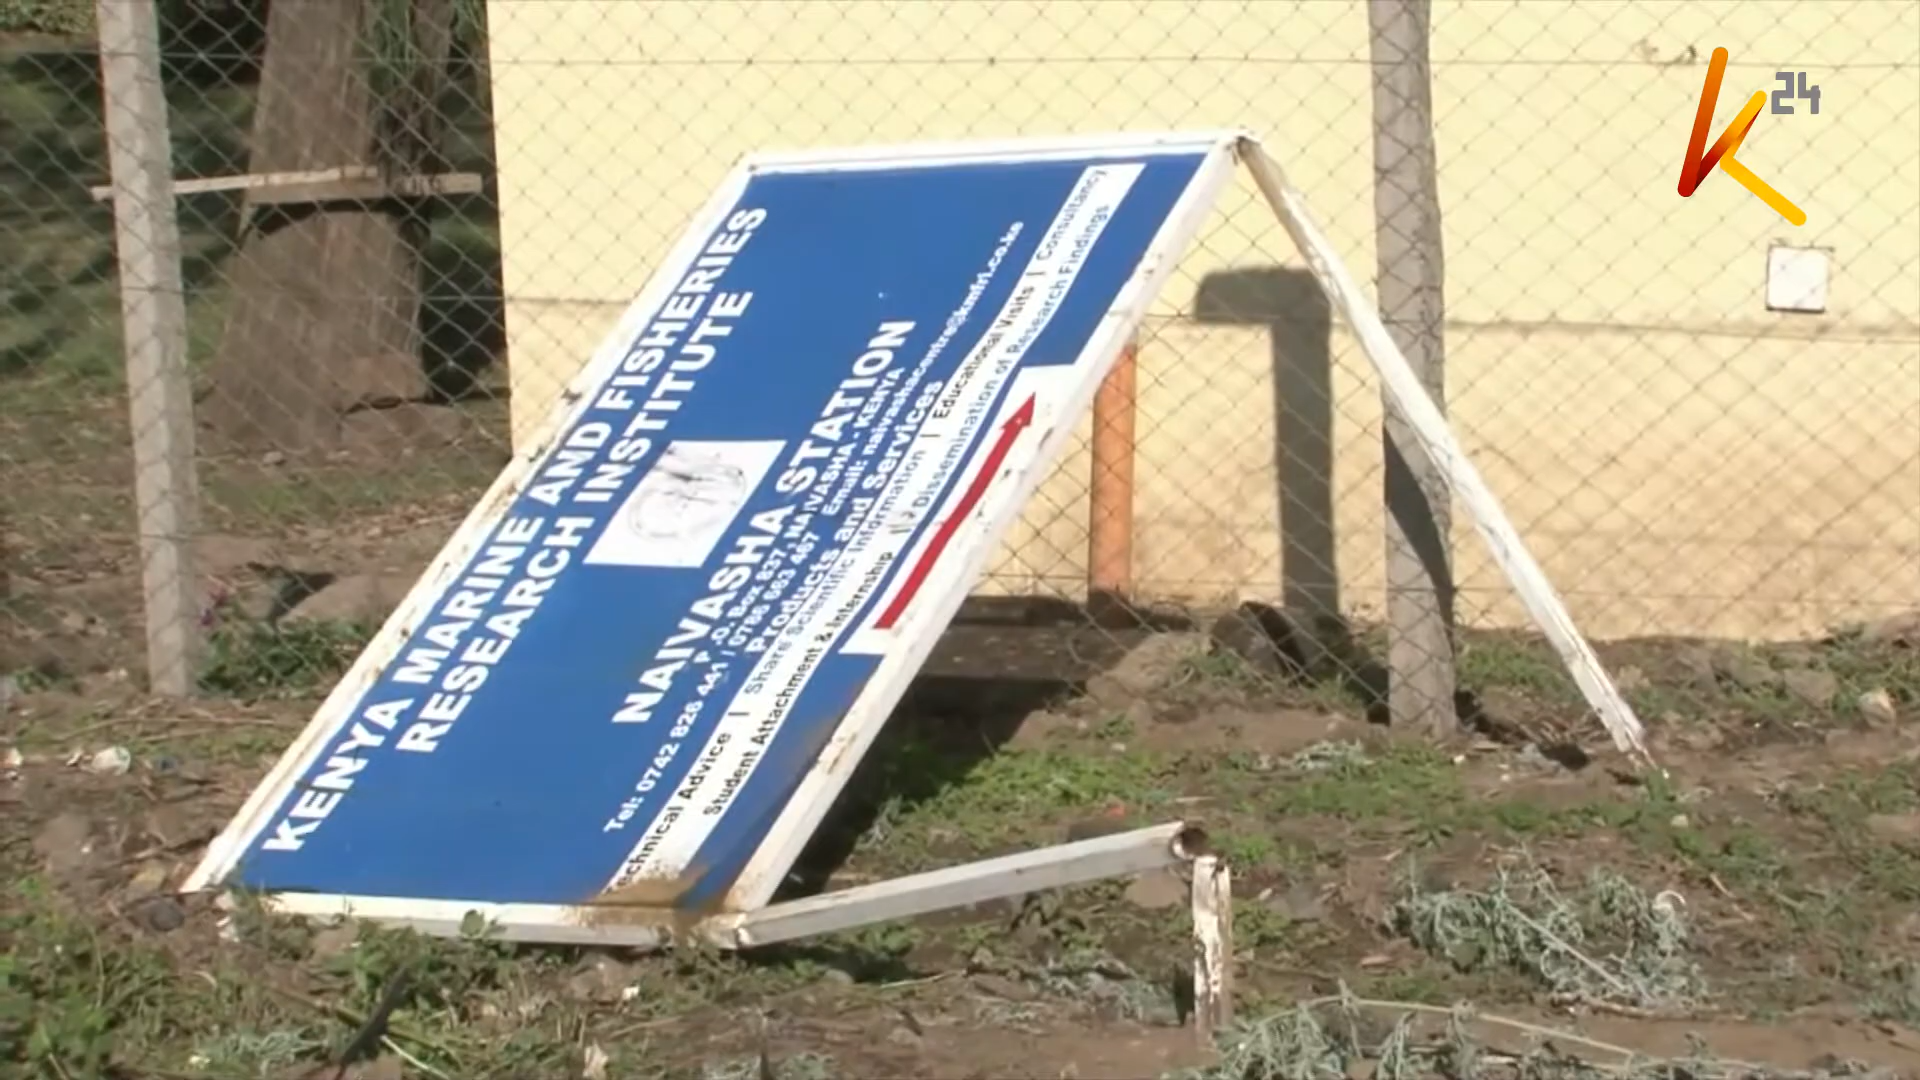 KENYA MARINE AND FISHERIES
RESEARCH INSTITUTE
NAIVASHA STATION
P.O. Box 837, NAIVASHA - KENYA
Tel: 0742 826 441 / 0786 663 467 Email: naivashacentre@kmfri.co.ke
Products and Services
Technical Advice | Share Scientific Information | Educational Visits | Consultancy
Student Attachment & Internship | Dissemination of Research Findings
K24